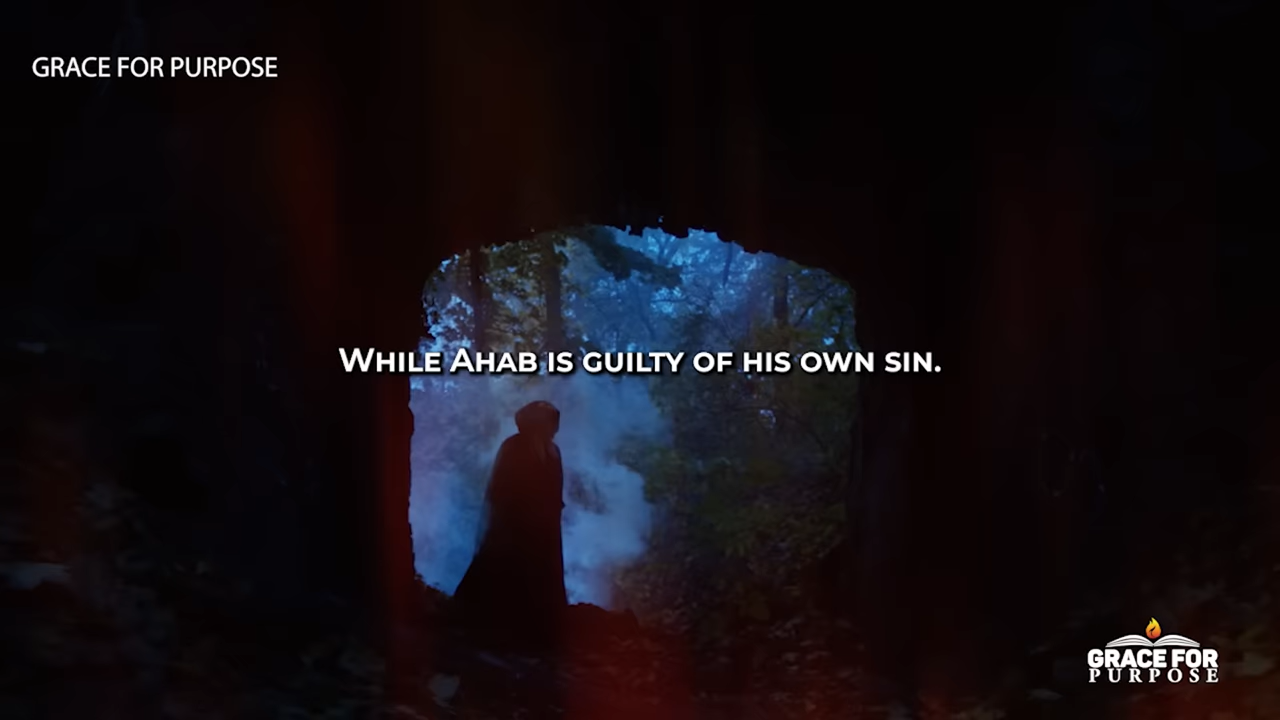 GRACE FOR PURPOSE
WHILE AHAB IS GUILTY OF HIS OWN SIN.
GRACE FOR
PURPOSE